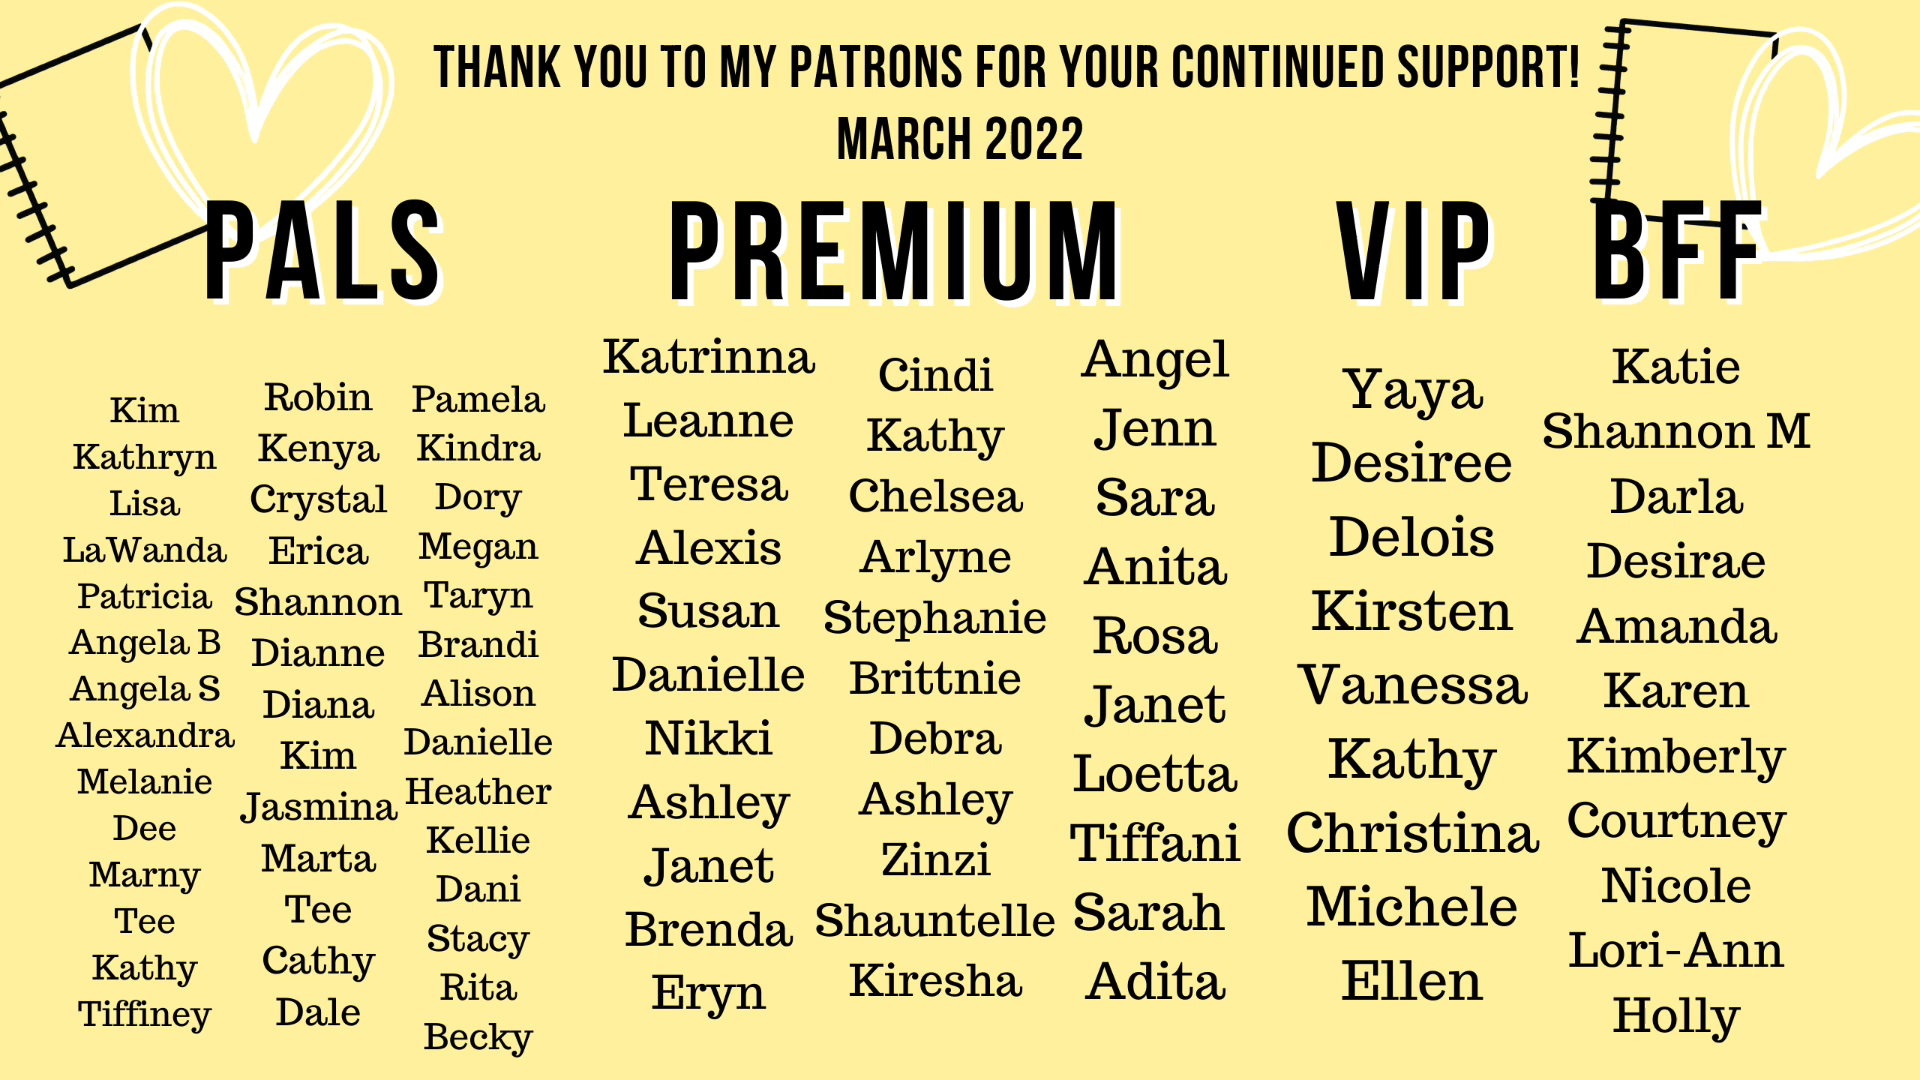 THANK YOU TO MY PATRONS FOR YOUR CONTINUED SUPPORT!
MARCH 2022
PALS
Kim
Kathryn
Lisa
LaWanda
Patricia
Angela B
Angela S
Alexandra
Melanie
Dee
Marny
Tee
Kathy
Tiffiney
Robin
Kenya
Crystal
Erica
Shannon
Dianne
Diana
Kim
Jasmina
Marta
Tee
Cathy
Dale
Pamela
Kindra
Dory
Megan
Taryn
Brandi
Alison
Danielle
Heather
Kellie
Dani
Stacy
Rita
Becky
PREMIUM
Katrinna
Leanne
Teresa
Alexis
Susan
Danielle
Nikki
Ashley
Janet
Brenda
Eryn
Cindi
Kathy
Chelsea
Arlyne
Stephanie
Brittnie
Debra
Ashley
Zinzi
Shauntelle
Kiresha
Angel
Jenn
Sara
Anita
Rosa
Janet
Loetta
Tiffani
Sarah
Adita
VIP
Yaya
Desiree
Delois
Kirsten
Vanessa
Kathy
Christina
Michele
Ellen
BFF
Katie
Shannon M
Darla
Desirae
Amanda
Karen
Kimberly
Courtney
Nicole
Lori-Ann
Holly